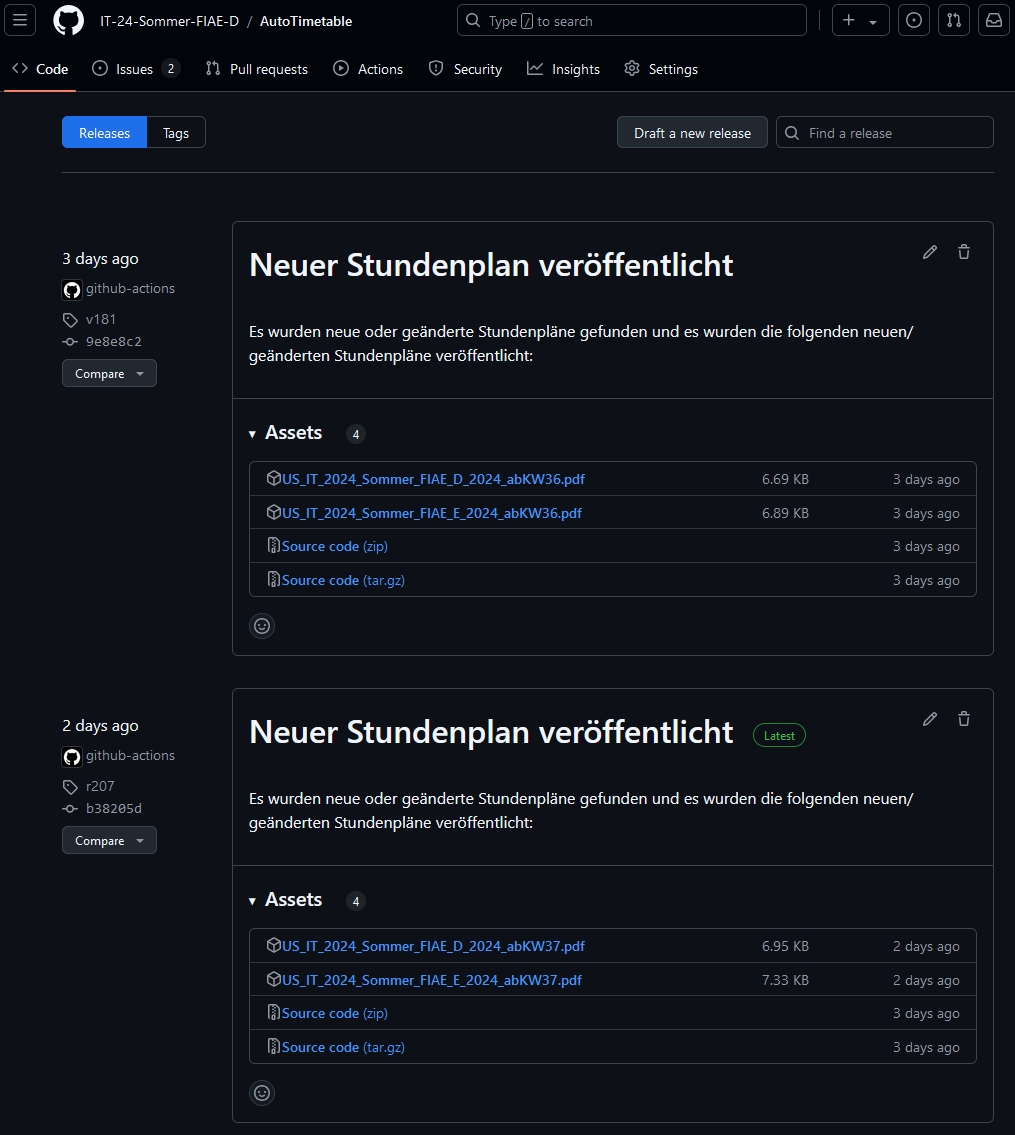 IT-24-Sommer-FIAE-D / AutoTimetable
Type / to search
Code
Issues 2
Pull requests
Actions
Security
Insights
Settings
Releases
Tags
Draft a new release
Find a release
3 days ago
github-actions
v181
9e8e8c2
Compare
Neuer Stundenplan veröffentlicht
Es wurden neue oder geänderte Stundenpläne gefunden und es wurden die folgenden neuen/
geänderten Stundenpläne veröffentlicht:
Assets 4
US_IT_2024_Sommer_FIAE_D_2024_abKW36.pdf 6.69 KB 3 days ago
US_IT_2024_Sommer_FIAE_E_2024_abKW36.pdf 6.89 KB 3 days ago
Source code (zip) 3 days ago
Source code (tar.gz) 3 days ago
2 days ago
github-actions
r207
b38205d
Compare
Neuer Stundenplan veröffentlicht Latest
Es wurden neue oder geänderte Stundenpläne gefunden und es wurden die folgenden neuen/
geänderten Stundenpläne veröffentlicht:
Assets 4
US_IT_2024_Sommer_FIAE_D_2024_abKW37.pdf 6.95 KB 2 days ago
US_IT_2024_Sommer_FIAE_E_2024_abKW37.pdf 7.33 KB 2 days ago
Source code (zip) 3 days ago
Source code (tar.gz) 3 days ago